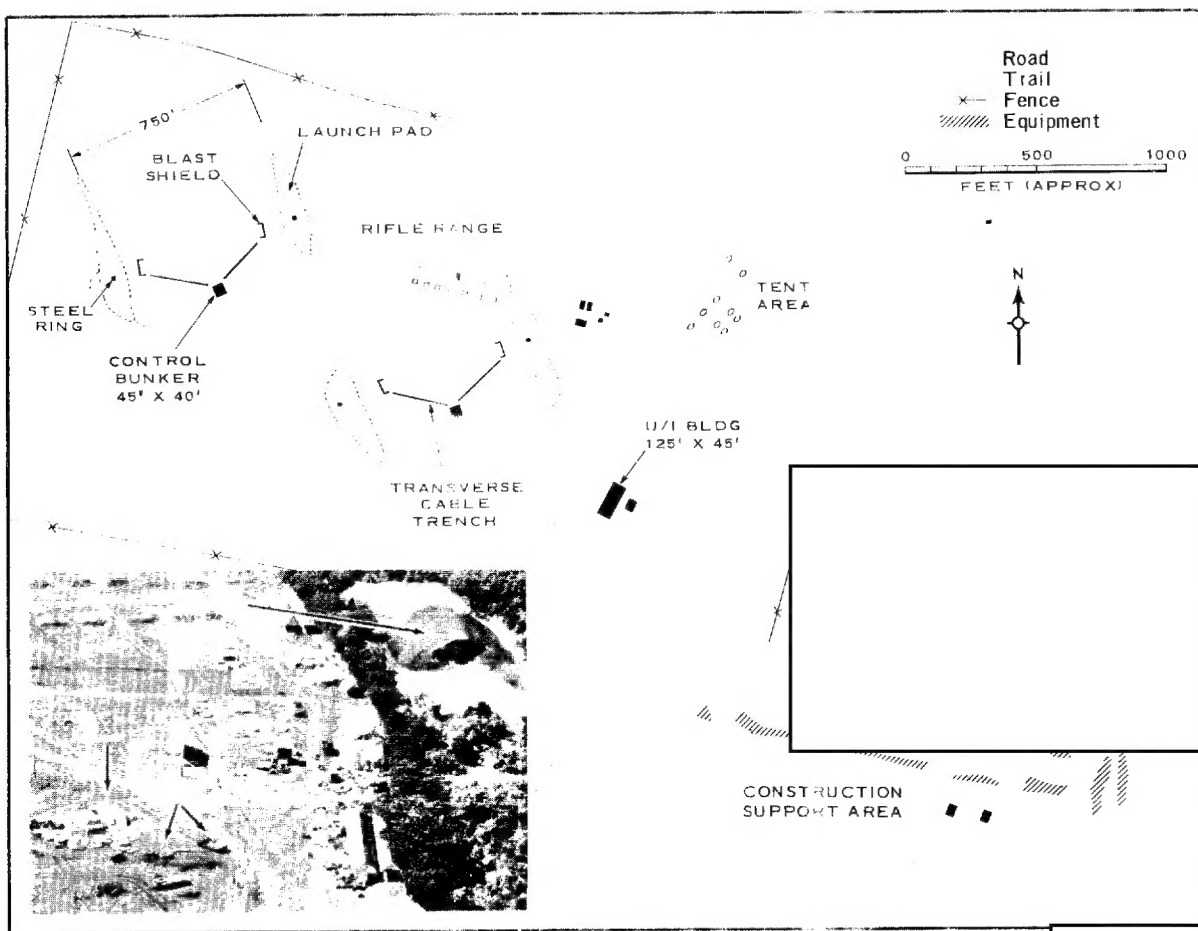 Road
Trail
Fence
Equipment
0 500 1000
FEET (APPROX)
750'
LAUNCH PAD
BLAST
SHIELD
RIFLE RANGE
STEEL
RING
CONTROL
BUNKER
45' X 40'
TENT
AREA
N
U/I BLDG
125' X 45'
TRANSVERSE
CABLE
TRENCH
CONSTRUCTION
SUPPORT AREA